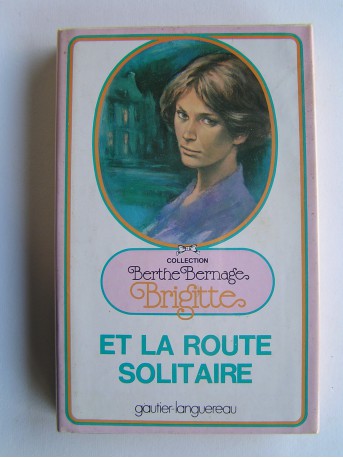 COLLECTION
Berthe Bernage
Brigitte
ET LA ROUTE
SOLITAIRE
gautier-languereau